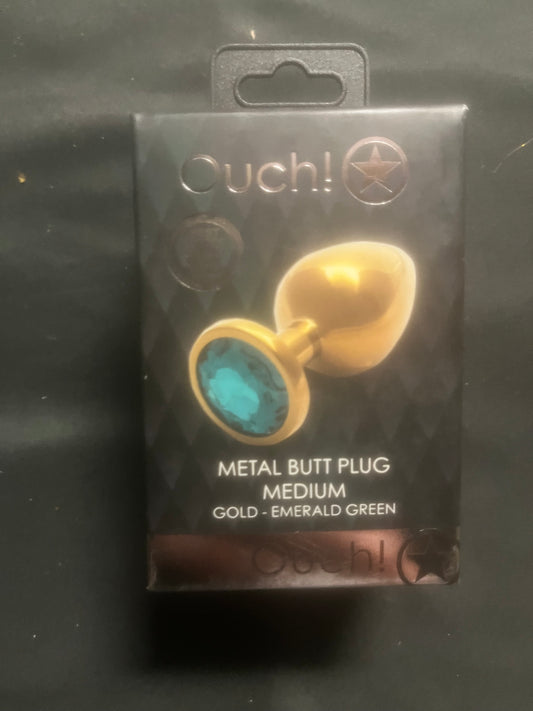 Ouch!
METAL BUTT PLUG
MEDIUM
GOLD - EMERALD GREEN
Ouch!